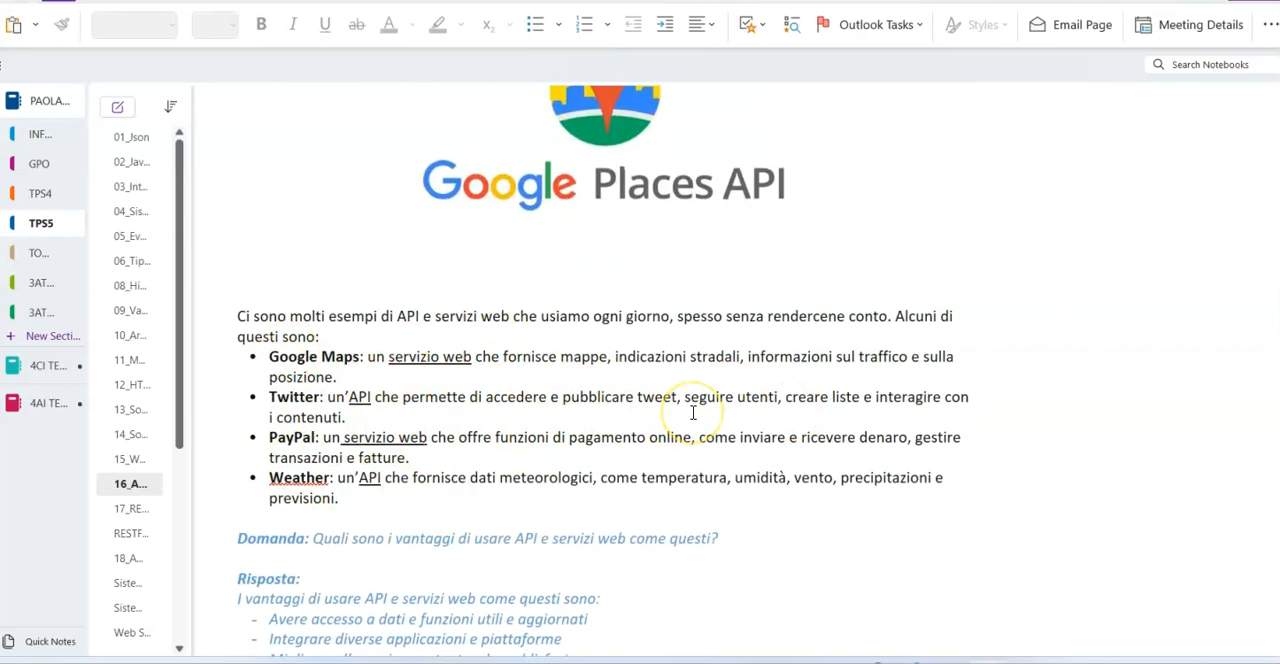 B I U ab x₂ Outlook Tasks Styles Email Page Meeting Details
Search Notebooks
PAOLA...
INF...
GPO
TPS4
TPS5
TO...
3AT...
3AT...
New Secti...
4CI TE...
4AI TE...
Quick Notes
01_Json
02_Jav...
03_Int...
04_Sis...
05_Ev...
06_Tip...
08_Hi...
09_Va...
10_Ar...
11_M...
12_HT...
13_So...
14_So...
15_W...
16_A...
17_RE...
RESTF...
18_A...
Siste...
Siste...
Web S...
Google Places API
Ci sono molti esempi di API e servizi web che usiamo ogni giorno, spesso senza rendercene conto. Alcuni di
questi sono:
• Google Maps: un servizio web che fornisce mappe, indicazioni stradali, informazioni sul traffico e sulla
posizione.
• Twitter: un’API che permette di accedere e pubblicare tweet, seguire utenti, creare liste e interagire con
i contenuti.
• PayPal: un servizio web che offre funzioni di pagamento online, come inviare e ricevere denaro, gestire
transazioni e fatture.
• Weather: un’API che fornisce dati meteorologici, come temperatura, umidità, vento, precipitazioni e
previsioni.
Domanda: Quali sono i vantaggi di usare API e servizi web come questi?
Risposta:
I vantaggi di usare API e servizi web come questi sono:
- Avere accesso a dati e funzioni utili e aggiornati
- Integrare diverse applicazioni e piattaforme